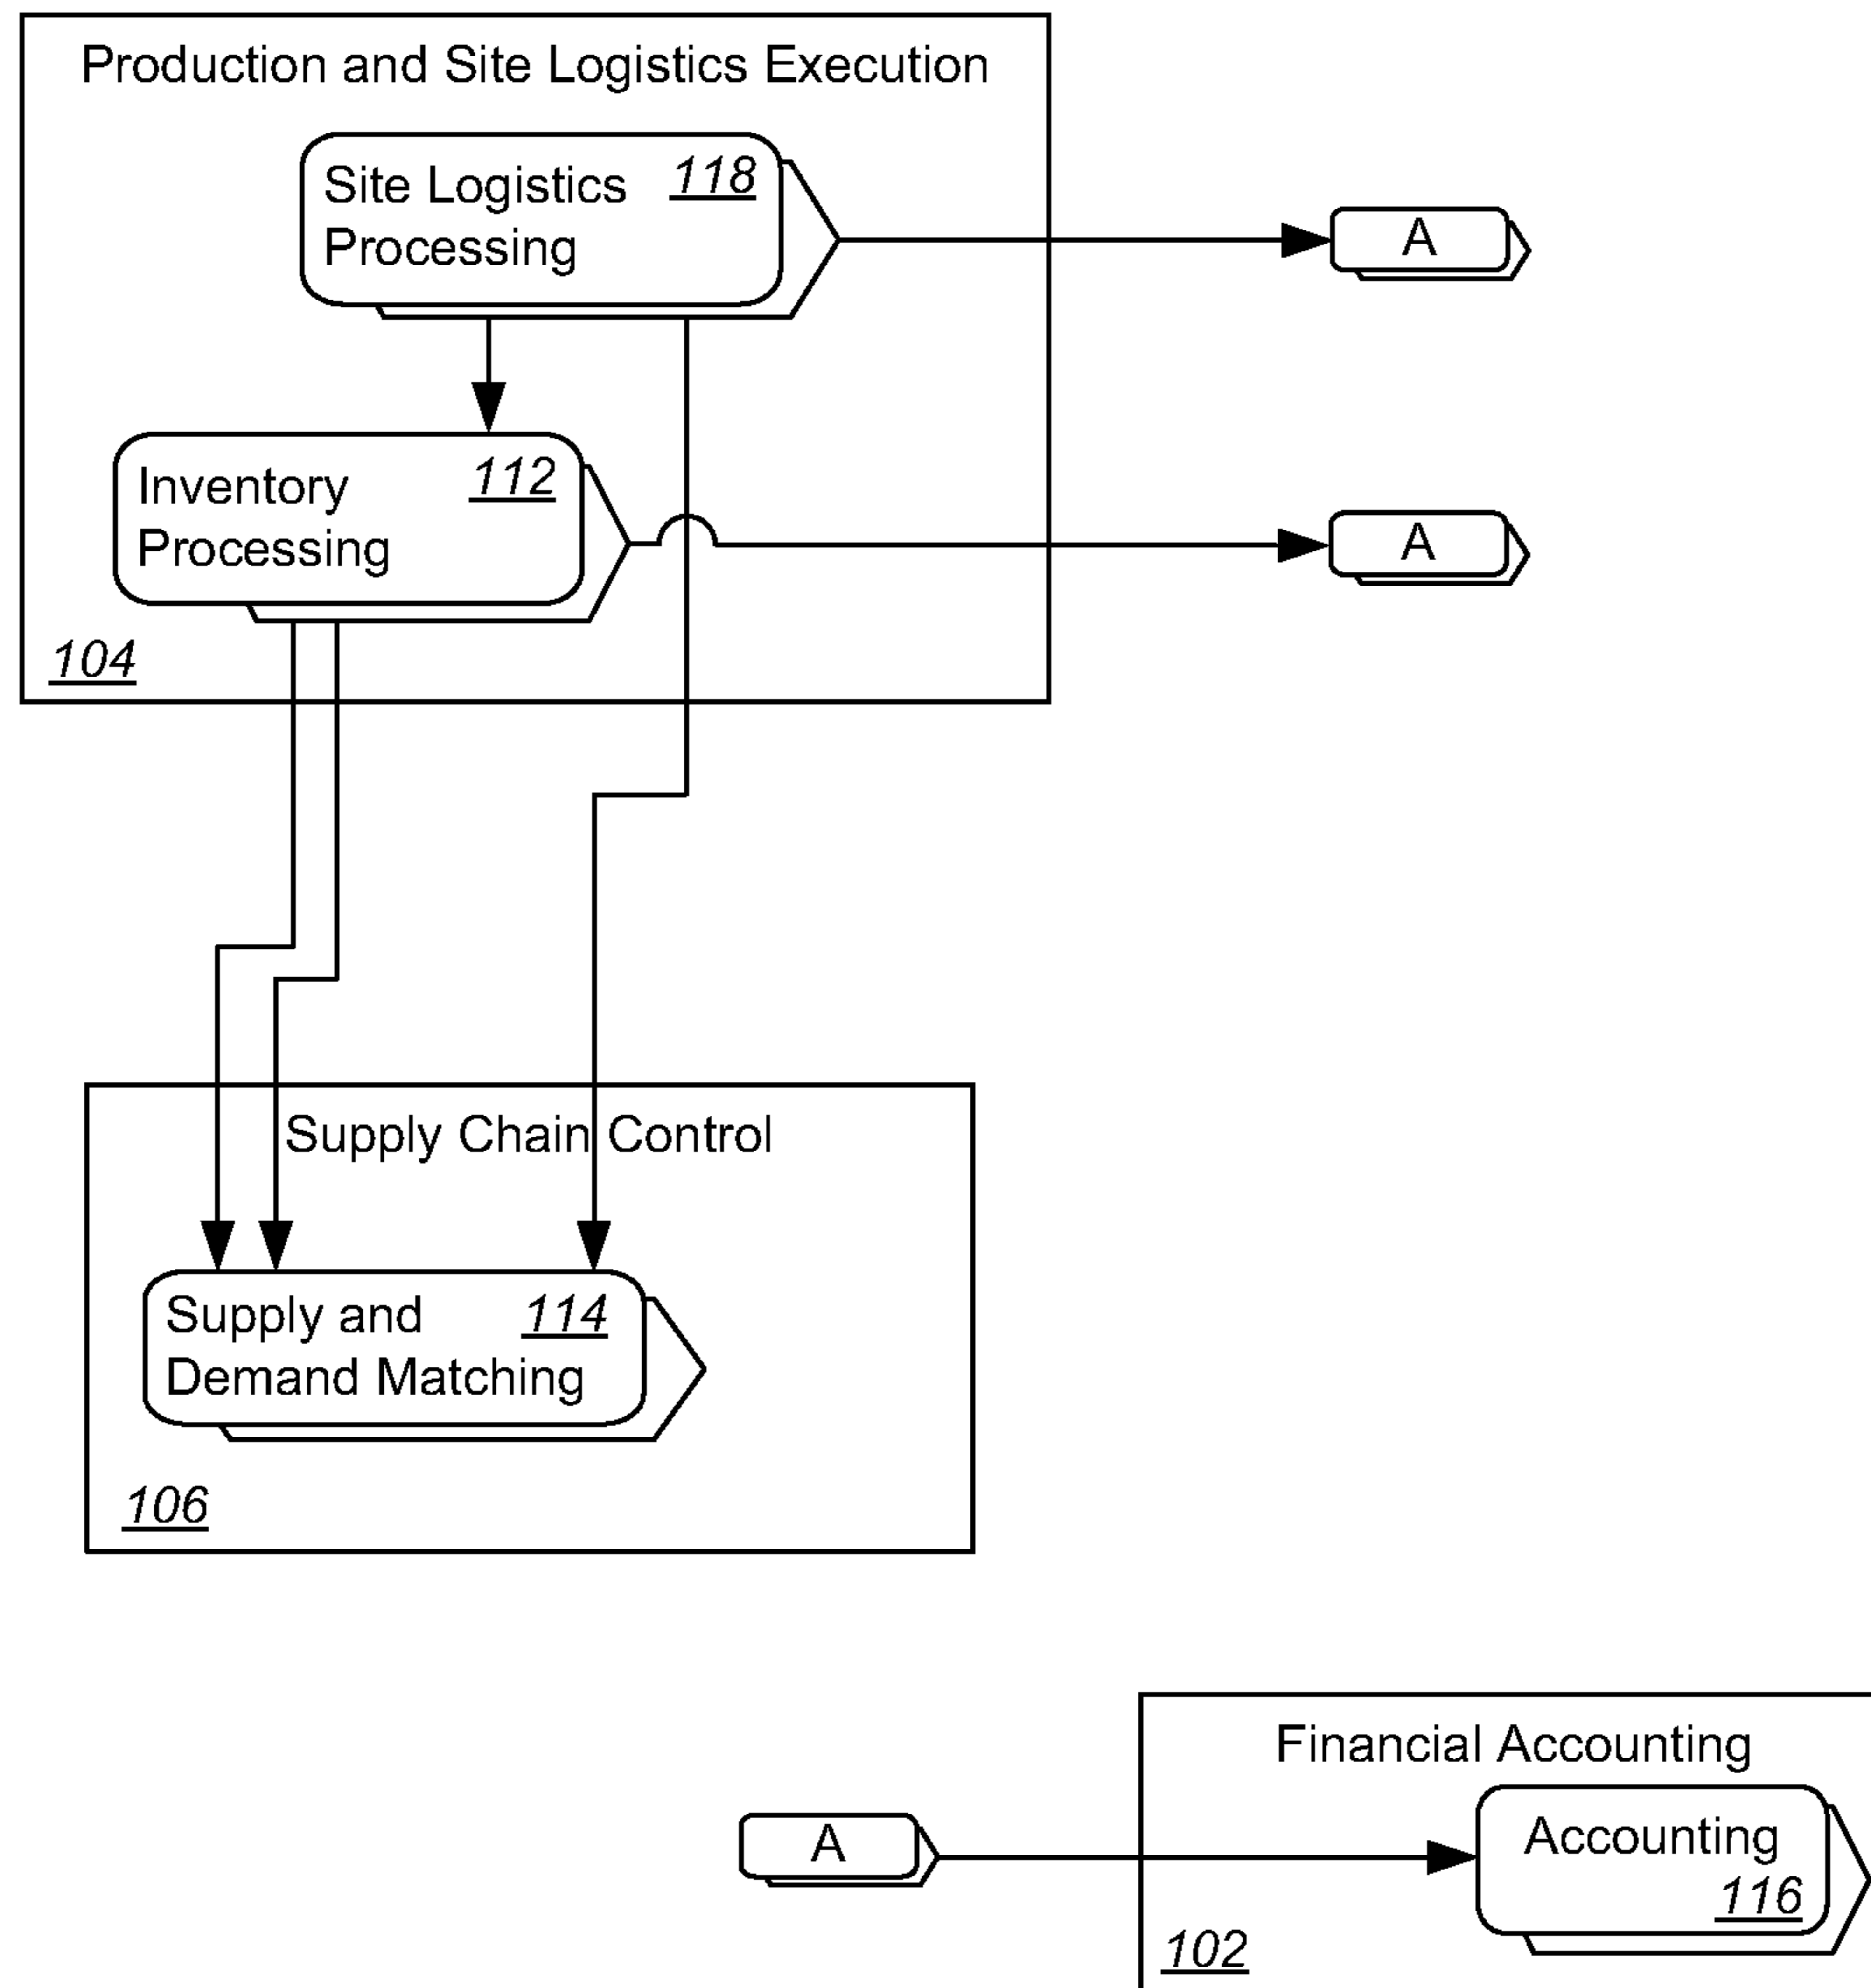 Production and Site Logistics Execution
Site Logistics 118
Processing
A
Inventory 112
Processing
A
104
Supply Chain Control
Supply and 114
Demand Matching
106
Financial Accounting
A
Accounting
116
102